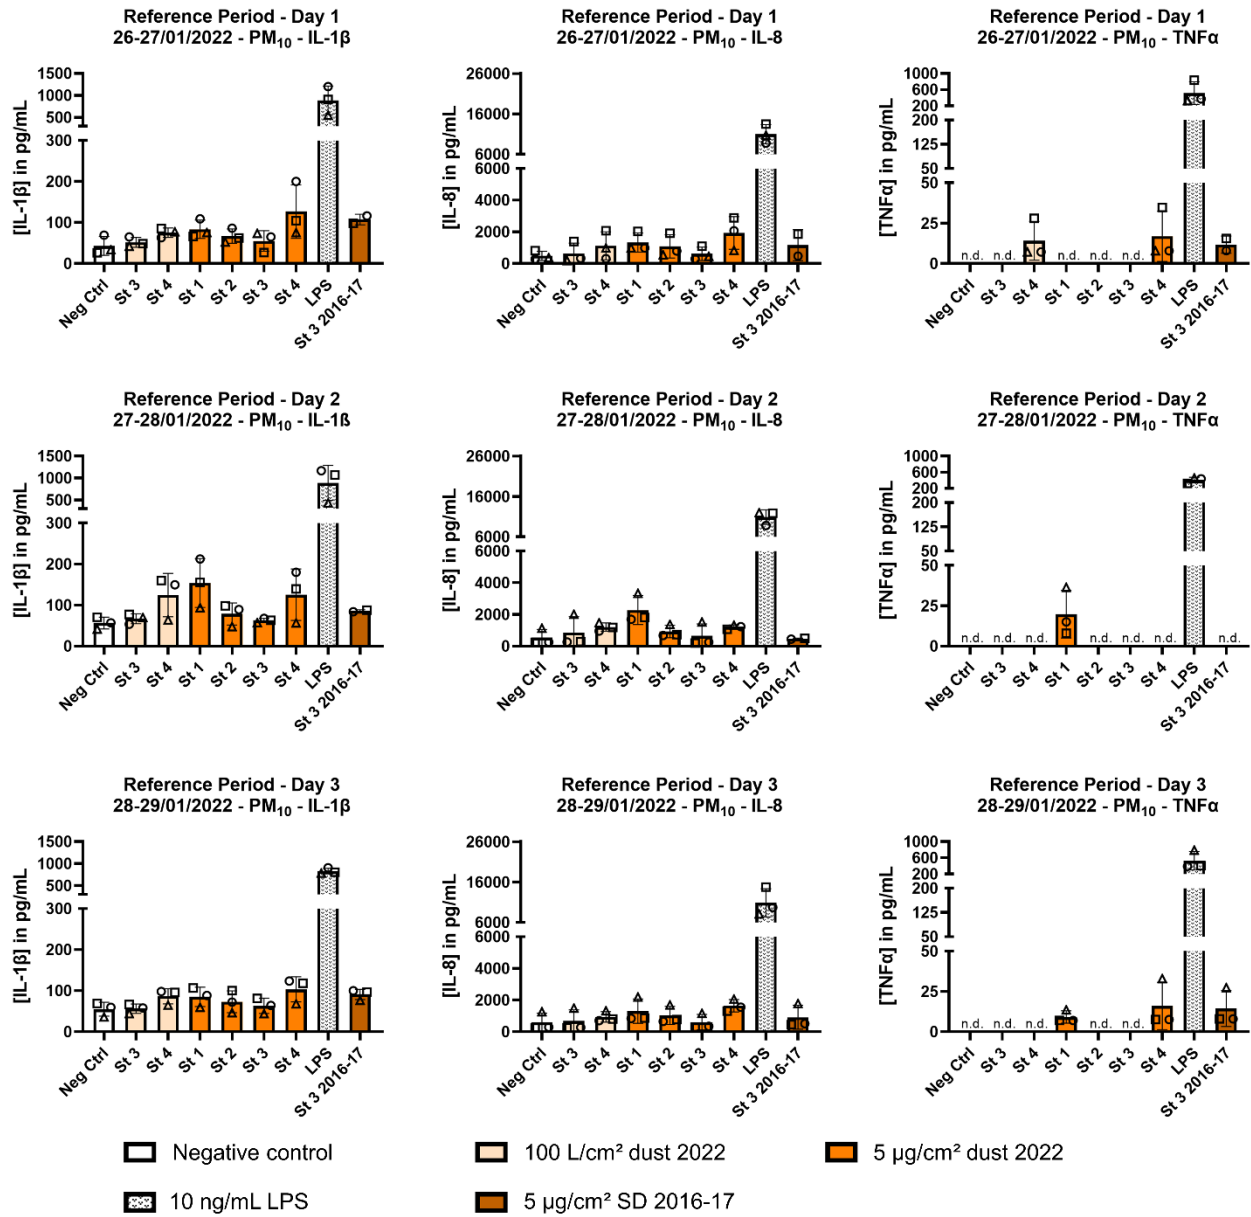 Reference Period - Day 1
26-27/01/2022 - PM₁₀ - IL-1β
[IL-1β] in pg/mL
1500
1000
500
300
200
100
0
Neg Ctrl
St 3
St 4
St 1
St 2
St 3
St 4
LPS
St 3 2016-17
Reference Period - Day 1
26-27/01/2022 - PM₁₀ - IL-8
[IL-8] in pg/mL
26000
16000
6000
6000
4000
2000
0
Neg Ctrl
St 3
St 4
St 1
St 2
St 3
St 4
LPS
St 3 2016-17
Reference Period - Day 1
26-27/01/2022 - PM₁₀ - TNFα
[TNFα] in pg/mL
1000
600
200
200
125
50
50
25
0
n.d.
n.d.
n.d.
n.d.
n.d.
Neg Ctrl
St 3
St 4
St 1
St 2
St 3
St 4
LPS
St 3 2016-17
Reference Period - Day 2
27-28/01/2022 - PM₁₀ - IL-1ß
[IL-1β] in pg/mL
1500
1000
500
300
200
100
0
Neg Ctrl
St 3
St 4
St 1
St 2
St 3
St 4
LPS
St 3 2016-17
Reference Period - Day 2
27-28/01/2022 - PM₁₀ - IL-8
[IL-8] in pg/mL
26000
16000
6000
6000
4000
2000
0
Neg Ctrl
St 3
St 4
St 1
St 2
St 3
St 4
LPS
St 3 2016-17
Reference Period - Day 2
27-28/01/2022 - PM₁₀ - TNFα
[TNFα] in pg/mL
1000
600
200
200
125
50
50
25
0
n.d.
n.d.
n.d.
n.d.
n.d.
n.d.
n.d.
Neg Ctrl
St 3
St 4
St 1
St 2
St 3
St 4
LPS
St 3 2016-17
Reference Period - Day 3
28-29/01/2022 - PM₁₀ - IL-1β
[IL-1β] in pg/mL
1500
1000
500
300
200
100
0
Neg Ctrl
St 3
St 4
St 1
St 2
St 3
St 4
LPS
St 3 2016-17
Reference Period - Day 3
28-29/01/2022 - PM₁₀ - IL-8
[IL-8] in pg/mL
26000
16000
6000
6000
4000
2000
0
Neg Ctrl
St 3
St 4
St 1
St 2
St 3
St 4
LPS
St 3 2016-17
Reference Period - Day 3
28-29/01/2022 - PM₁₀ - TNFα
[TNFα] in pg/mL
1000
600
200
200
125
50
50
25
0
n.d.
n.d.
n.d.
n.d.
n.d.
Neg Ctrl
St 3
St 4
St 1
St 2
St 3
St 4
LPS
St 3 2016-17
Negative control
100 L/cm² dust 2022
5 µg/cm² dust 2022
10 ng/mL LPS
5 µg/cm² SD 2016-17